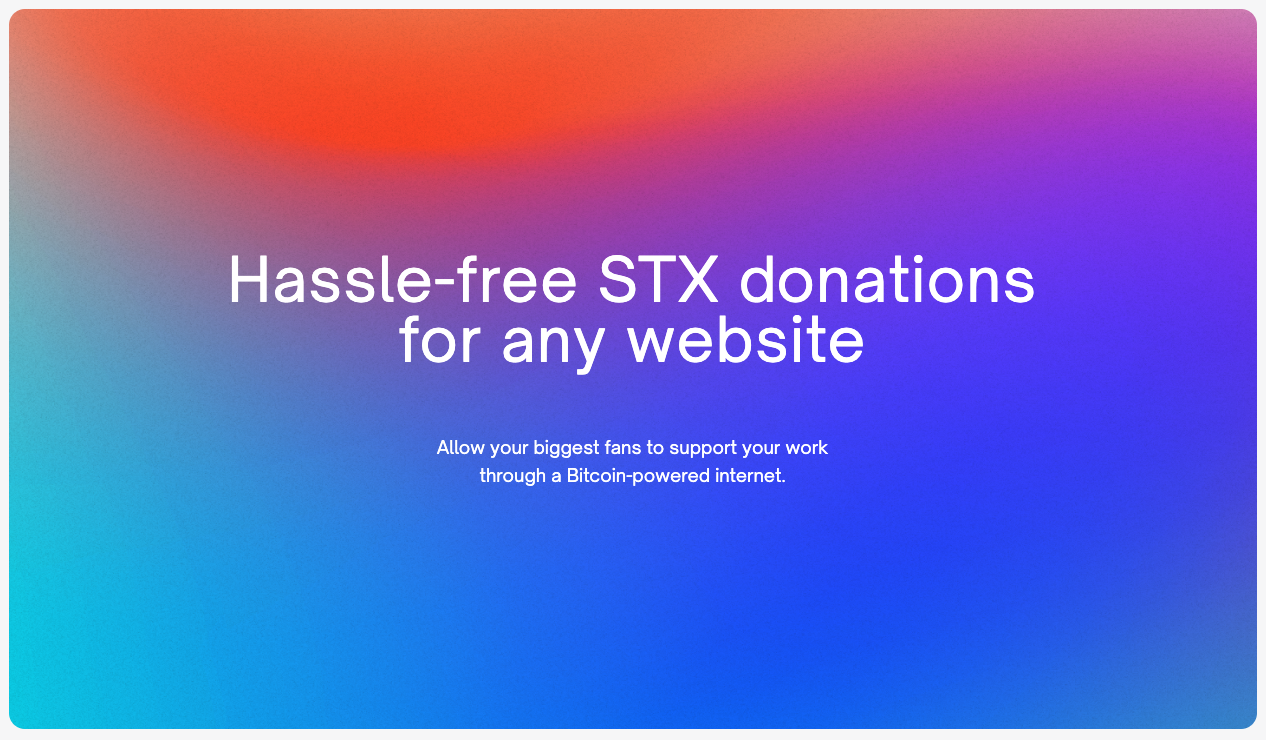 Hassle-free STX donations
for any website
Allow your biggest fans to support your work
through a Bitcoin-powered internet.